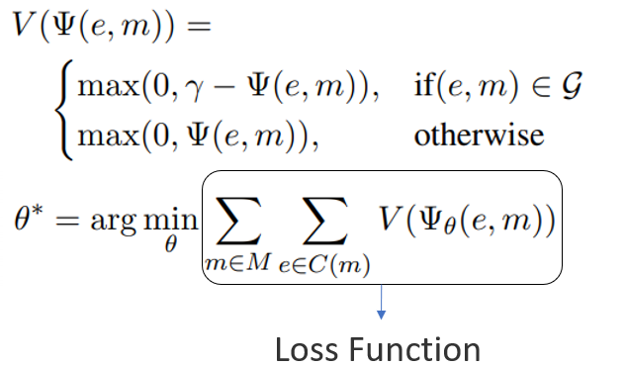 V(Ψ(e, m)) =
max(0, γ − Ψ(e, m)), if(e, m) ∈ 𝒢
max(0, Ψ(e, m)), otherwise
θ* = arg min_θ ∑_{m∈M} ∑_{e∈C(m)} V(Ψ_θ(e, m))
Loss Function